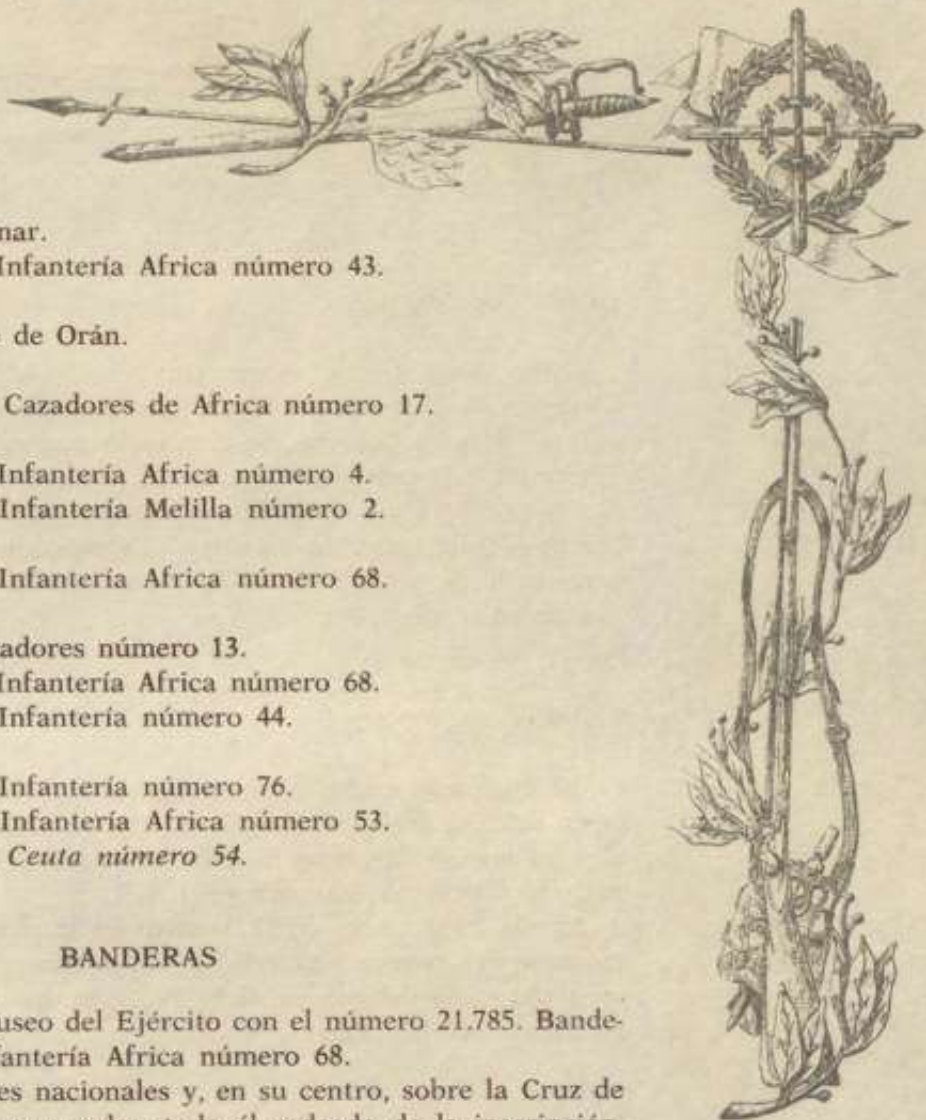 Infantería Africa número 43.
de Orán.
Cazadores de Africa número 17.
Infantería Africa número 4.
Infantería Melilla número 2.
Infantería Africa número 68.
adores número 13.
Infantería Africa número 68.
Infantería número 44.
Infantería número 76.
Infantería Africa número 53.
Ceuta número 54.
BANDERAS
useo del Ejército con el número 21.785. Bande-
fantería Africa número 68.
es nacionales y, en su centro, sobre la Cruz de